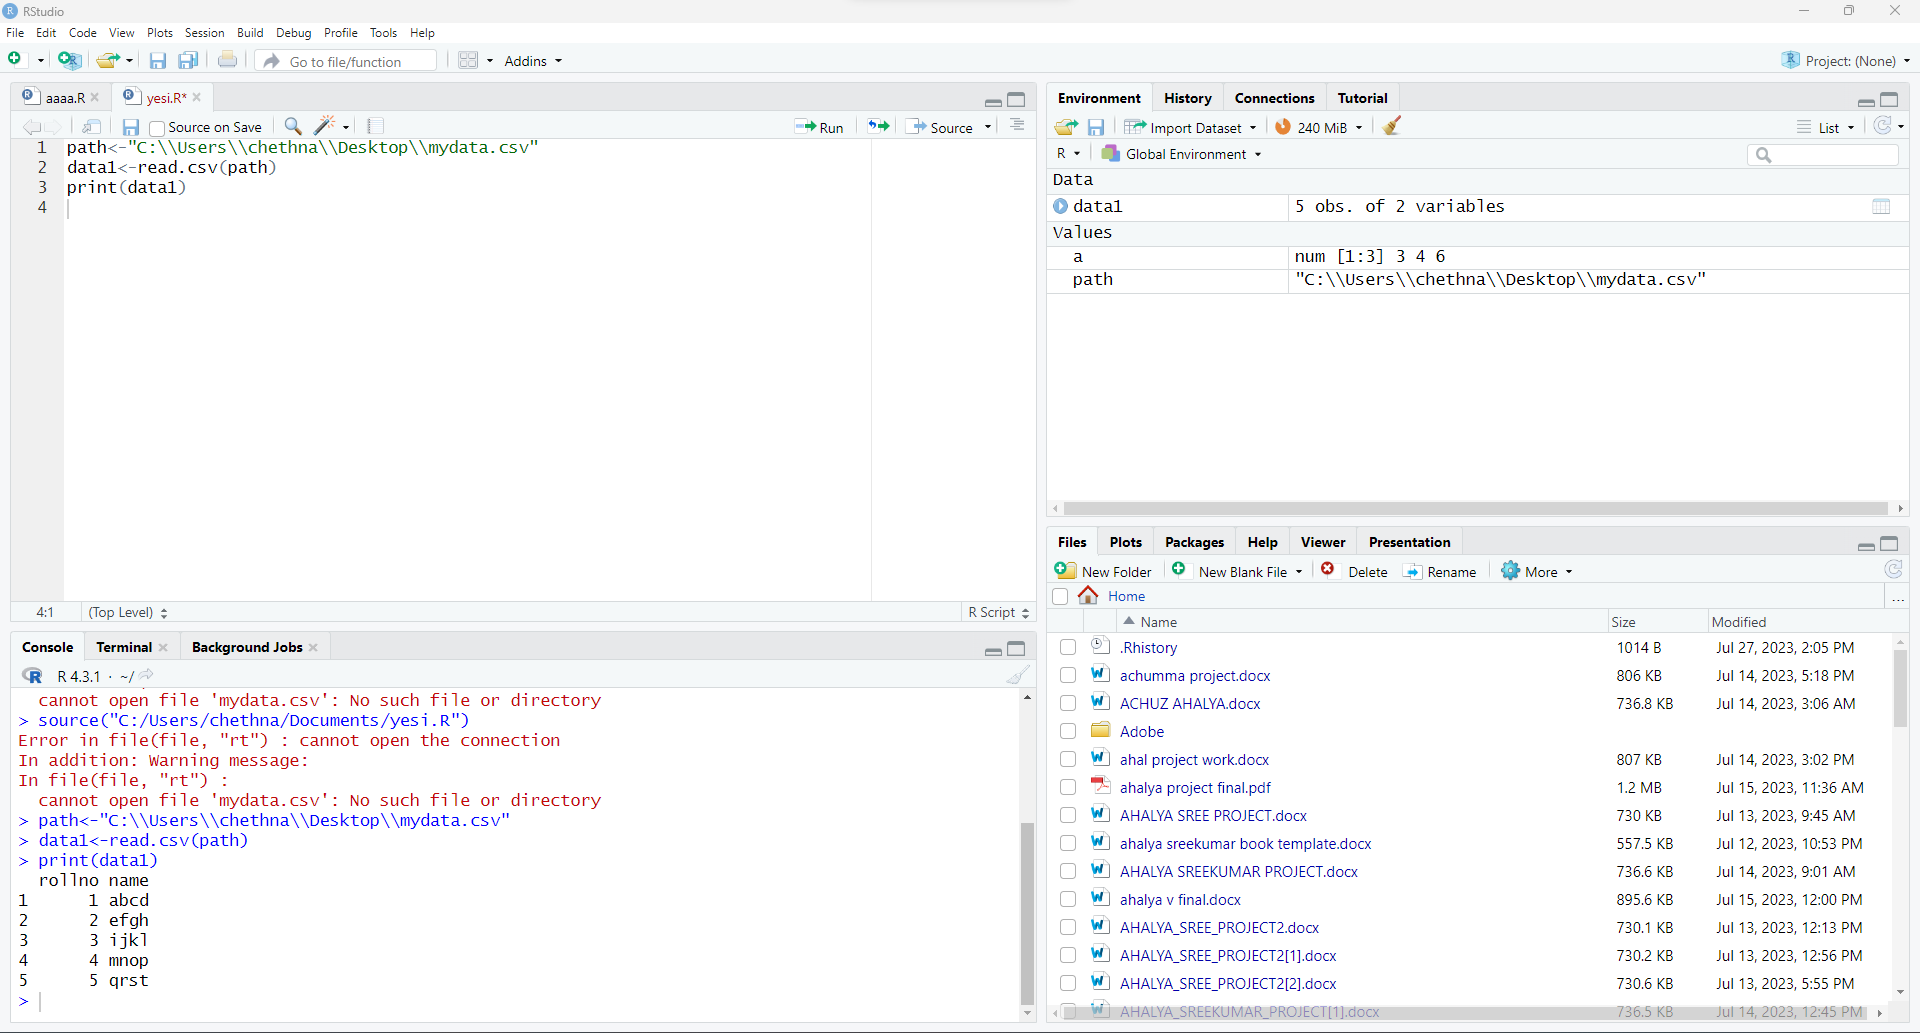 RStudio
File Edit Code View Plots Session Build Debug Profile Tools Help
Go to file/function Addins Project: (None)
aaaa.R yesi.R*
Source on Save Run Source
1 path<-"C:\\Users\\chethna\\Desktop\\mydata.csv"
2 data1<-read.csv(path)
3 print(data1)
4
4:1 (Top Level) R Script
Console Terminal Background Jobs
R 4.3.1 · ~/
cannot open file 'mydata.csv': No such file or directory
> source("C:/Users/chethna/Documents/yesi.R")
Error in file(file, "rt") : cannot open the connection
In addition: Warning message:
In file(file, "rt") :
cannot open file 'mydata.csv': No such file or directory
> path<-"C:\\Users\\chethna\\Desktop\\mydata.csv"
> data1<-read.csv(path)
> print(data1)
rollno name
1 1 abcd
2 2 efgh
3 3 ijkl
4 4 mnop
5 5 qrst
>
Environment History Connections Tutorial
Import Dataset 240 MiB List
R Global Environment
Data
data1 5 obs. of 2 variables
Values
a num [1:3] 3 4 6
path "C:\\Users\\chethna\\Desktop\\mydata.csv"
Files Plots Packages Help Viewer Presentation
New Folder New Blank File Delete Rename More
Home ...
Name Size Modified
.Rhistory 1014 B Jul 27, 2023, 2:05 PM
achumma project.docx 806 KB Jul 14, 2023, 5:18 PM
ACHUZ AHALYA.docx 736.8 KB Jul 14, 2023, 3:06 AM
Adobe
ahal project work.docx 807 KB Jul 14, 2023, 3:02 PM
ahalya project final.pdf 1.2 MB Jul 15, 2023, 11:36 AM
AHALYA SREE PROJECT.docx 730 KB Jul 13, 2023, 9:45 AM
ahalya sreekumar book template.docx 557.5 KB Jul 12, 2023, 10:53 PM
AHALYA SREEKUMAR PROJECT.docx 736.6 KB Jul 14, 2023, 9:01 AM
ahalya v final.docx 895.6 KB Jul 15, 2023, 12:00 PM
AHALYA_SREE_PROJECT2.docx 730.1 KB Jul 13, 2023, 12:13 PM
AHALYA_SREE_PROJECT2[1].docx 730.2 KB Jul 13, 2023, 12:56 PM
AHALYA_SREE_PROJECT2[2].docx 730.6 KB Jul 13, 2023, 5:55 PM
AHALYA_SREEKUMAR_PROJECT[1].docx 736.5 KB Jul 14, 2023, 12:45 PM